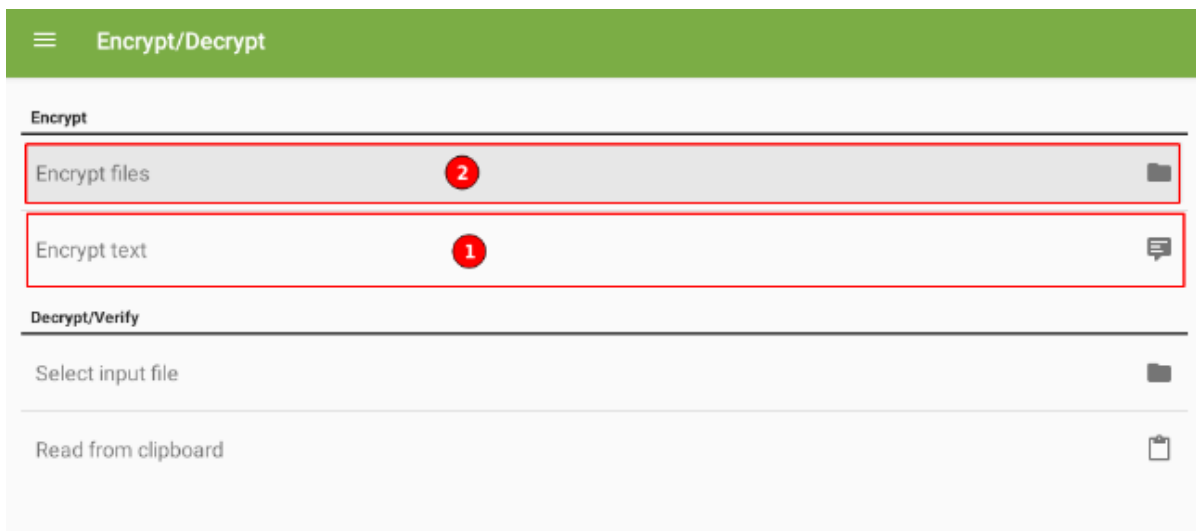 Encrypt/Decrypt
Encrypt
Encrypt files 2
Encrypt text 1
Decrypt/Verify
Select input file
Read from clipboard